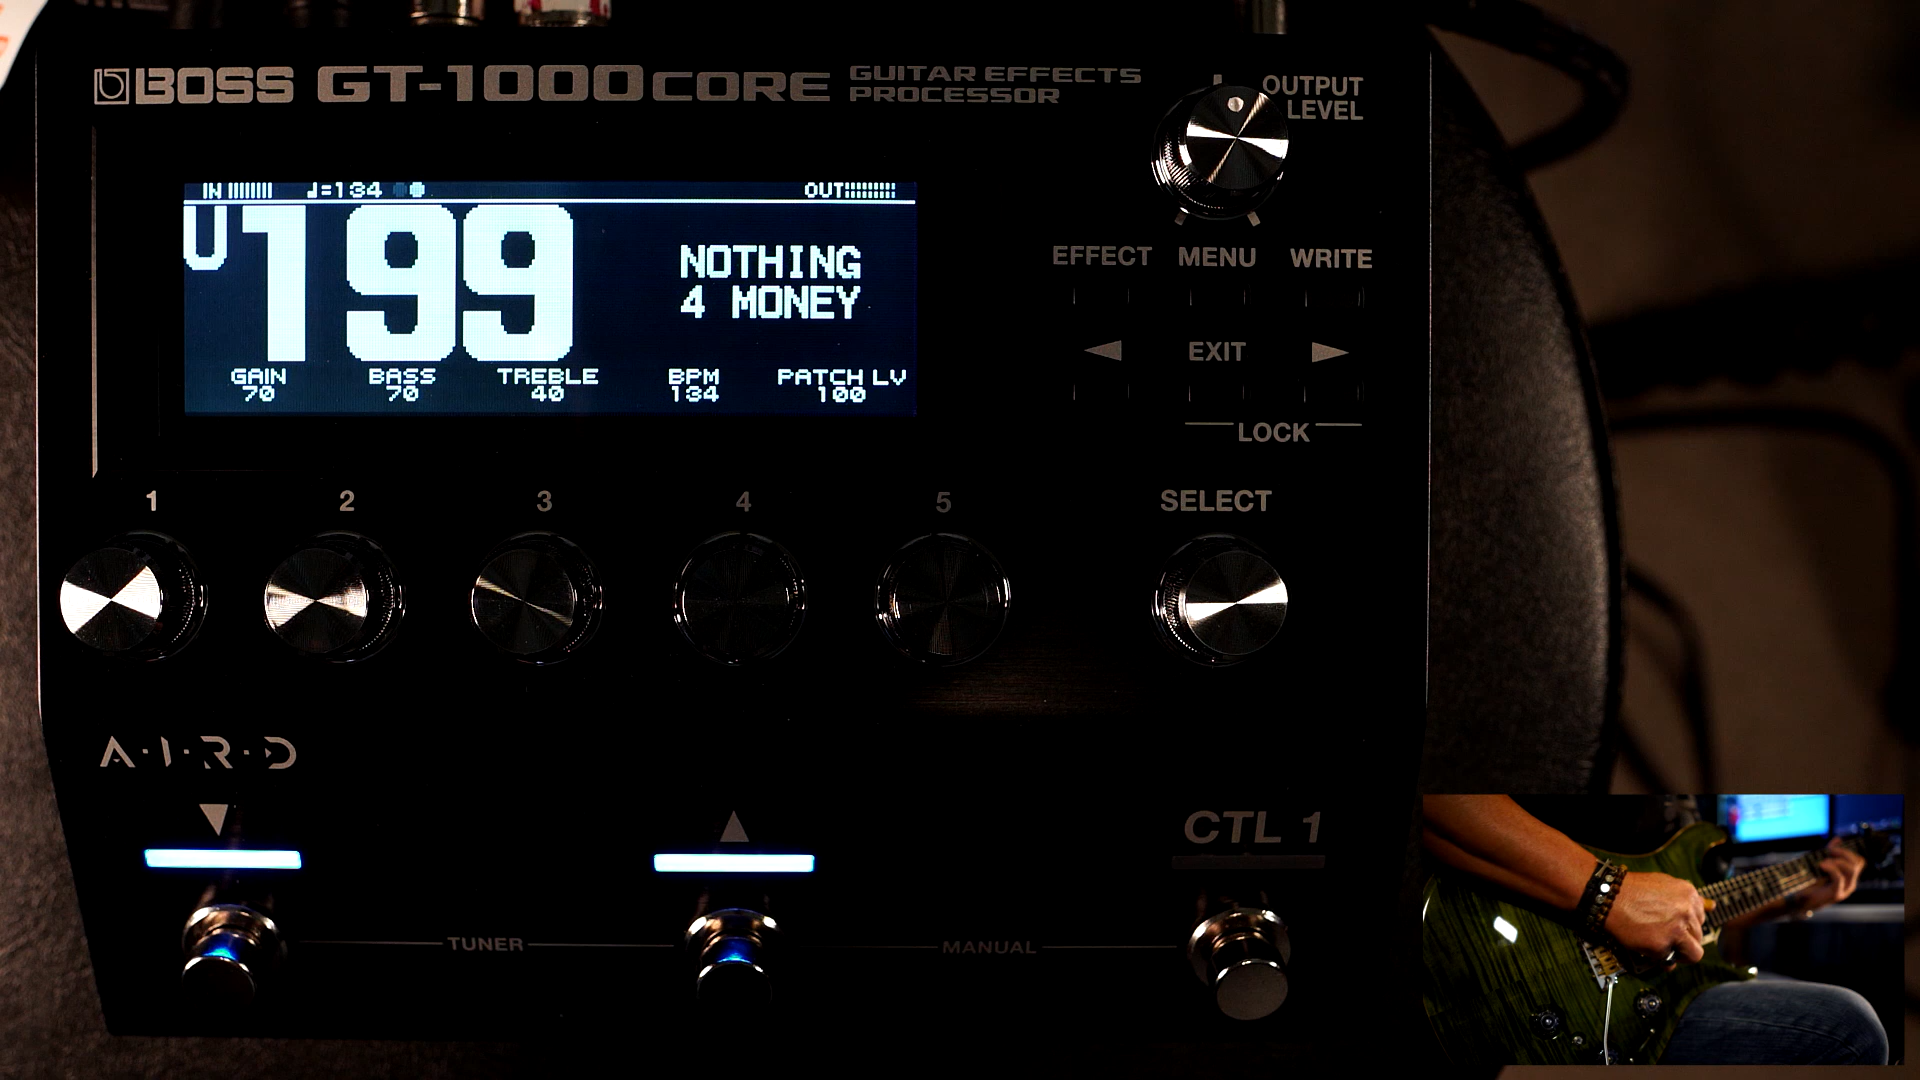 BOSS GT-1000CORE GUITAR EFFECTS PROCESSOR
OUTPUT LEVEL
IN ♩=134 OUT
U199
NOTHING
4 MONEY
GAIN BASS TREBLE BPM PATCH LV
70 70 40 134 100
EFFECT MENU WRITE
EXIT
LOCK
1 2 3 4 5 SELECT
A·I·R·D
CTL 1
TUNER MANUAL